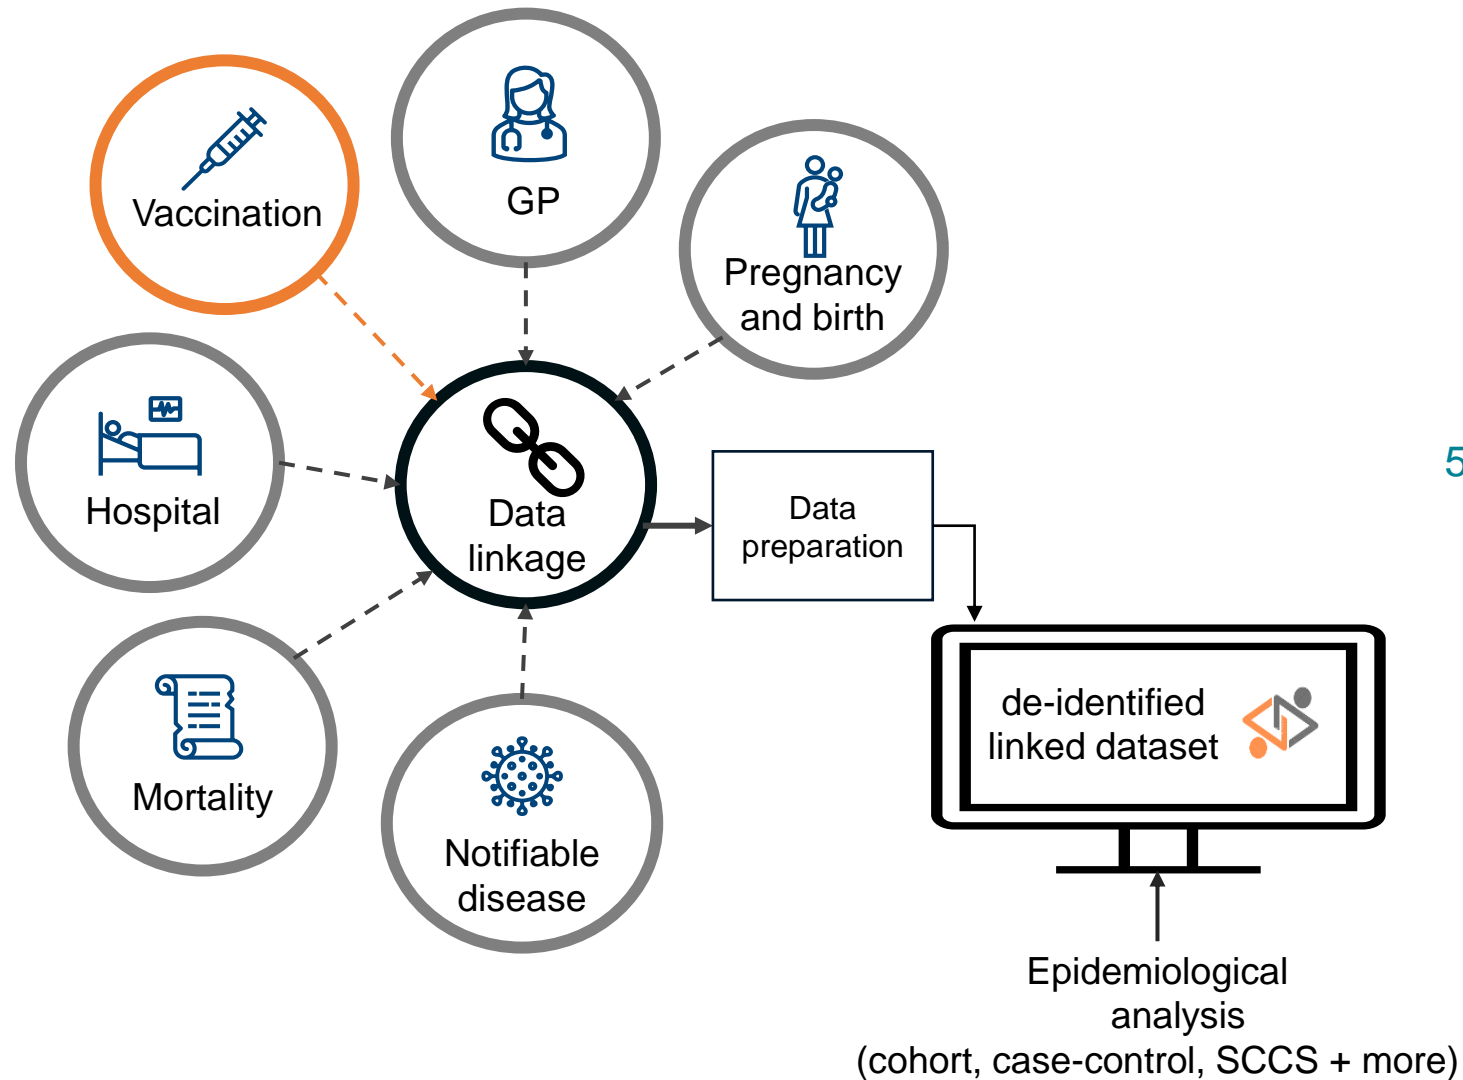 Vaccination
GP
Pregnancy
and birth
Hospital
Data
linkage
Data
preparation
5
Mortality
Notifiable
disease
de-identified
linked dataset
Epidemiological
analysis
(cohort, case-control, SCCS + more)